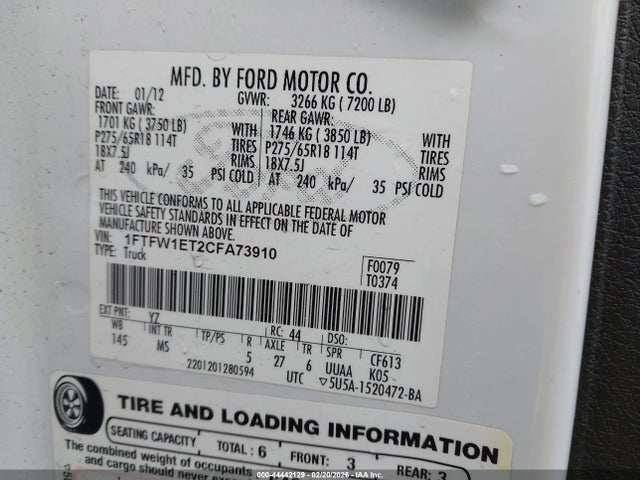 MFD. BY FORD MOTOR CO.
DATE: 01/12 GVWR: 3266 KG ( 7200 LB)
FRONT GAWR: REAR GAWR:
1701 KG ( 3750 LB) WITH 1746 KG ( 3850 LB) WITH
P275/65R18 114T TIRES P275/65R18 114T TIRES
18X7.5J RIMS 18X7.5J RIMS
AT 240 kPa/ 35 PSI COLD AT 240 kPa/ 35 PSI COLD
THIS VEHICLE CONFORMS TO ALL APPLICABLE FEDERAL MOTOR
VEHICLE SAFETY STANDARDS IN EFFECT ON THE DATE OF
MANUFACTURE SHOWN ABOVE.
VIN: 1FTFW1ET2CFA73910
TYPE: Truck
F0079
T0374
EXT PNT: YZ RC: 44 DSO:
WB INT TR TP/PS R AXLE TR SPR CF613
145 MS 5 27 6 UUAA K05
2201201280594 UTC ▽5U5A-1520472-BA
TIRE AND LOADING INFORMATION
SEATING CAPACITY TOTAL : 6 FRONT: 3 REAR: 3
The combined weight of occupants
and cargo should never
000-44442129 - 02/20/2026 - IAAI